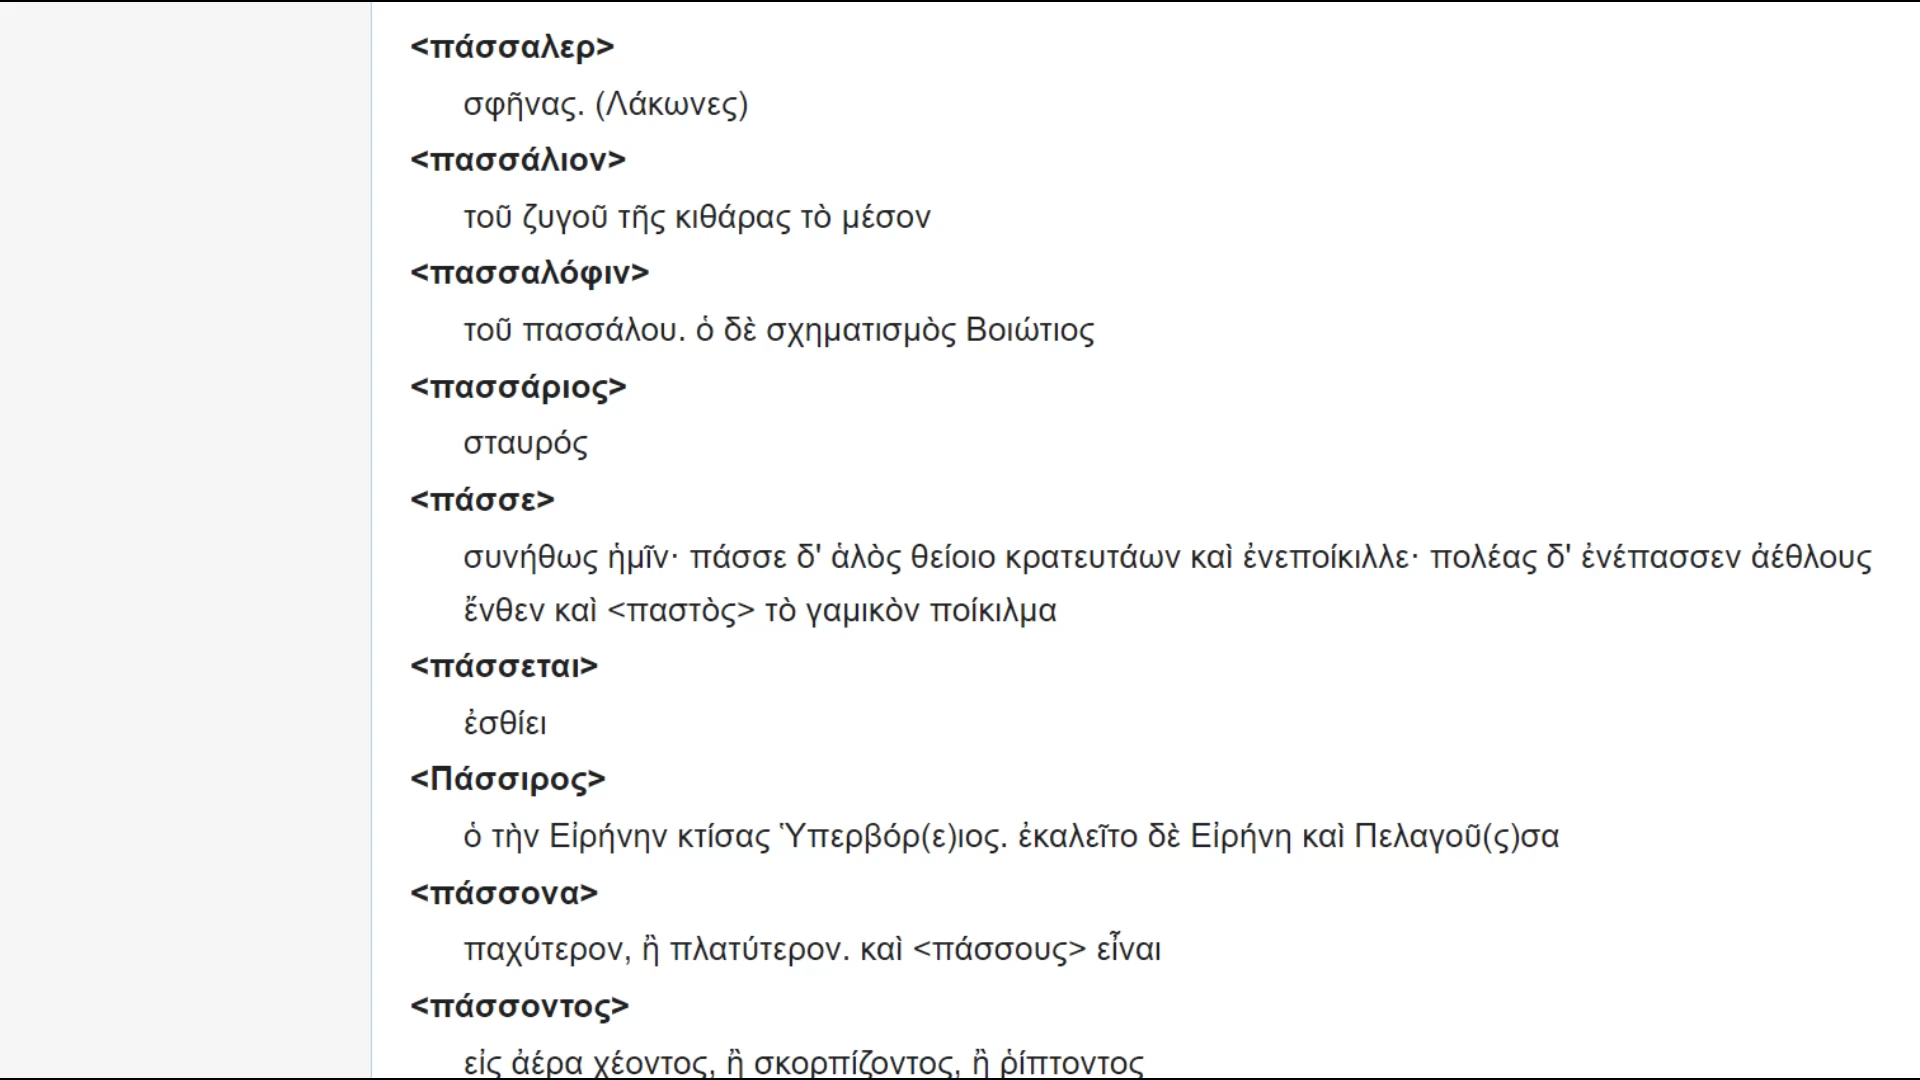 <πάσσαλερ>
σφῆνας. (Λάκωνες)
<πασσάλιον>
τοῦ ζυγοῦ τῆς κιθάρας τὸ μέσον
<πασσαλόφιν>
τοῦ πασσάλου. ὁ δὲ σχηματισμὸς Βοιώτιος
<πασσάριος>
σταυρός
<πάσσε>
συνήθως ἡμῖν· πάσσε δ' ἁλὸς θείοιο κρατευτάων καὶ ἐνεποίκιλλε· πολέας δ' ἐνέπασσεν ἀέθλους
ἔνθεν καὶ <παστὸς> τὸ γαμικὸν ποίκιλμα
<πάσσεται>
ἐσθίει
<Πάσσιρος>
ὁ τὴν Εἰρήνην κτίσας Ὑπερβόρ(ε)ιος. ἐκαλεῖτο δὲ Εἰρήνη καὶ Πελαγοῦ(ς)σα
<πάσσονα>
παχύτερον, ἢ πλατύτερον. καὶ <πάσσους> εἶναι
<πάσσοντος>
εἰς ἀέρα χέοντος, ἢ σκορπίζοντος, ἢ ῥίπτοντος